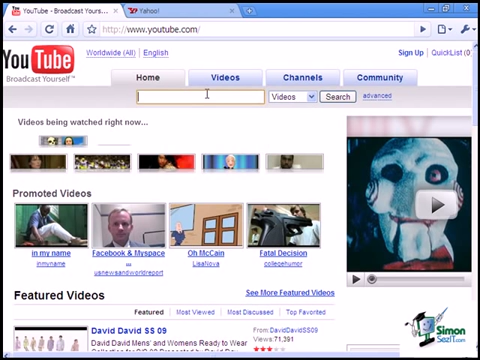 YouTube - Broadcast Yours...
Yahoo!
http://www.youtube.com/
YouTube
Broadcast Yourself™
Worldwide (All) | English
Sign Up | QuickList (0)
Home Videos Channels Community
Videos Search advanced
Videos being watched right now...
Promoted Videos
in my name
inmyname
Facebook & Myspace
...
usnewsandworldreport
Oh McCain
LisaNova
Fatal Decision
collegehumor
Featured Videos
See More Featured Videos
Featured | Most Viewed | Most Discussed | Top Favorited
David David SS 09
David David Mens' and Womens Ready to Wear
From: DavidDavidSS09
Views: 71,391
Simon
SezIT.com